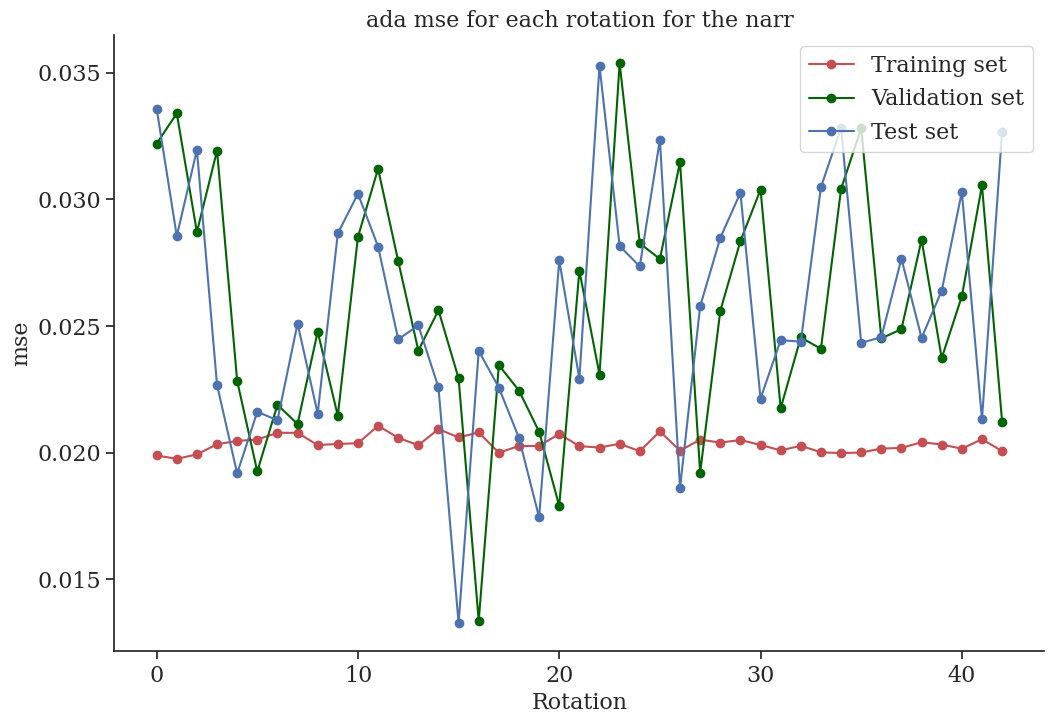 ada mse for each rotation for the narr
Training set
Validation set
Test set
0.035
0.030
0.025
0.020
0.015
mse
0
10
20
30
40
Rotation